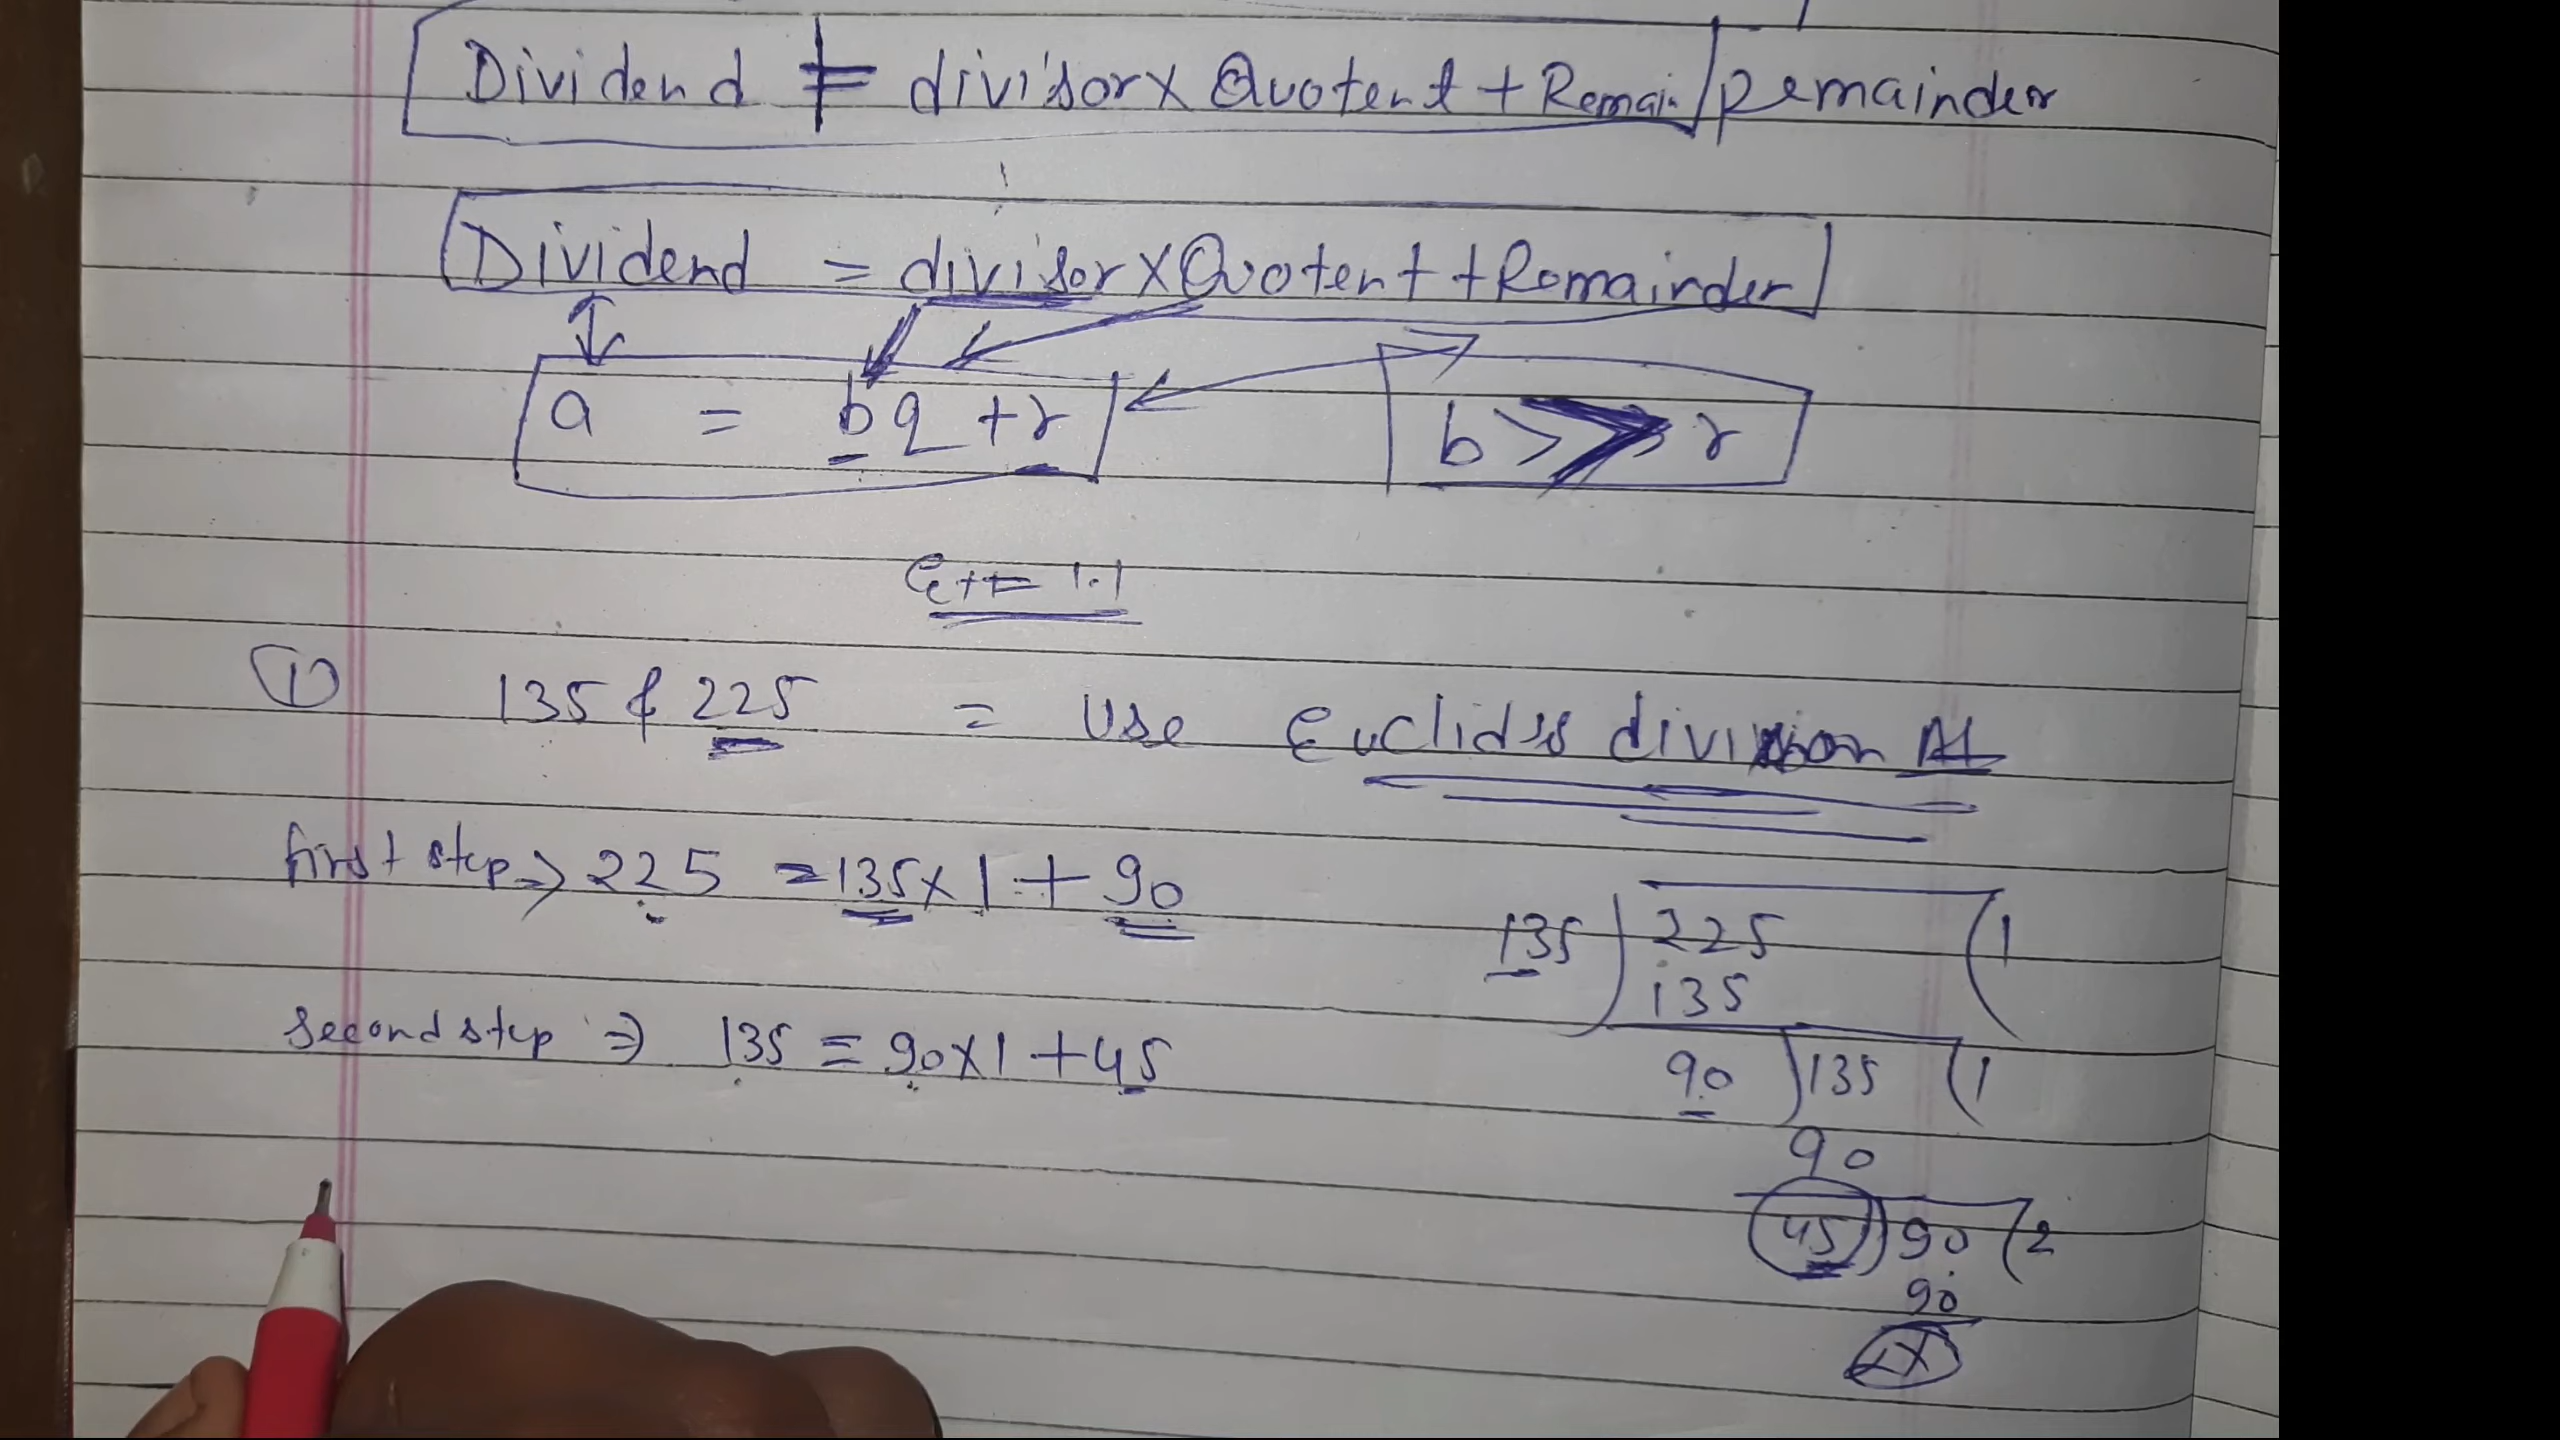 Dividend = divisor x Quotent + Remain Remainder
Dividend = divisor x Quotent + Remainder
a = bq + r
b > r
1.1
① 135 & 225 = Use Euclid's division Al
first step ⇒ 225 = 135 x 1 + 90
135 ) 225 ( 1
135
second step ⇒ 135 = 90 x 1 + 45
90 ) 135 ( 1
90
45 ) 90 ( 2
90